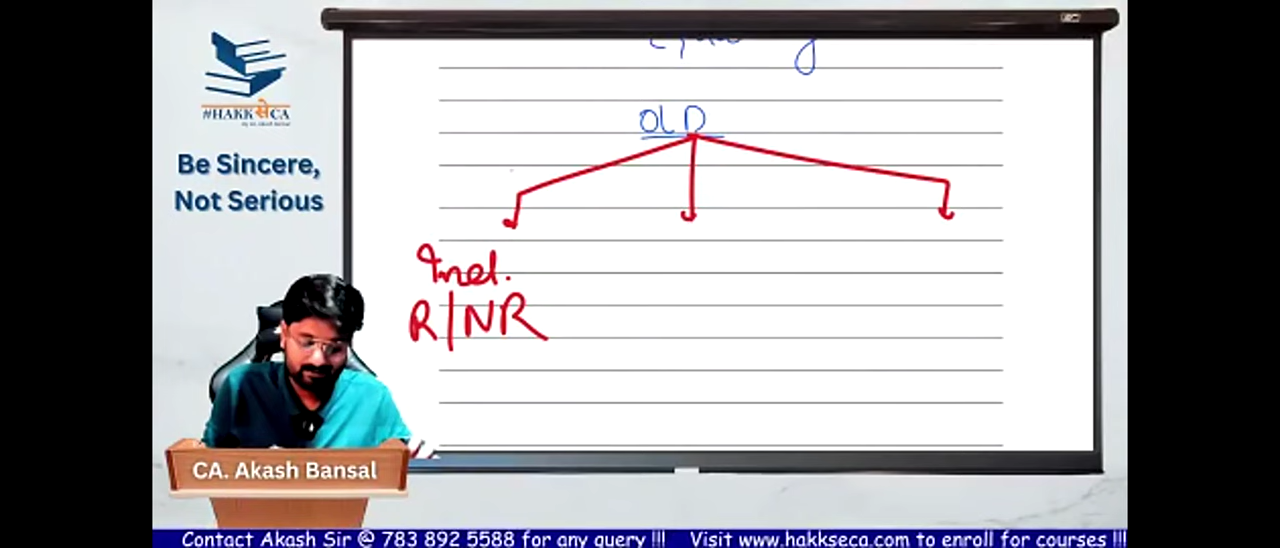 #HAKKसेCA
Be Sincere,
Not Serious
OLD
Ind.
R/NR
CA. Akash Bansal
Contact Akash Sir @ 783 892 5588 for any query !!! Visit www.hakkseca.com to enroll for courses !!!